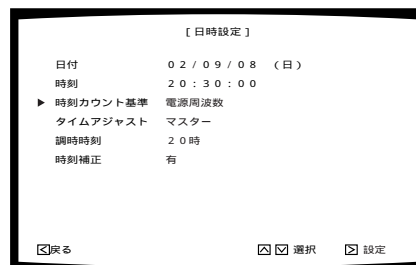 [日時設定]
日付 02/09/08 (日)
時刻 20:30:00
▶ 時刻カウント基準 電源周波数
タイムアジャスト マスター
調時時刻 20時
時刻補正 有
戻る 選択 設定